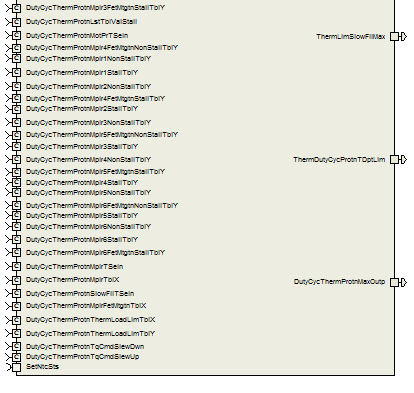 DutyCycThermProtnMplr3FetMtgtnStallTblY
DutyCycThermProtnLstTblValStall
DutyCycThermProtnMotPrTSeln
ThermLimSlowFilMax
DutyCycThermProtnMplr4FetMtgtnNonStallTblY
DutyCycThermProtnMplr1NonStallTblY
DutyCycThermProtnMplr1StallTblY
DutyCycThermProtnMplr2NonStallTblY
DutyCycThermProtnMplr4FetMtgtnStallTblY
DutyCycThermProtnMplr2StallTblY
DutyCycThermProtnMplr3NonStallTblY
DutyCycThermProtnMplr5FetMtgtnNonStallTblY
DutyCycThermProtnMplr3StallTblY
DutyCycThermProtnMplr4NonStallTblY
ThermDutyCycProtnTDptLim
DutyCycThermProtnMplr5FetMtgtnStallTblY
DutyCycThermProtnMplr4StallTblY
DutyCycThermProtnMplr5NonStallTblY
DutyCycThermProtnMplr6FetMtgtnNonStallTblY
DutyCycThermProtnMplr5StallTblY
DutyCycThermProtnMplr6NonStallTblY
DutyCycThermProtnMplr6StallTblY
DutyCycThermProtnMplr6FetMtgtnStallTblY
DutyCycThermProtnMplrTSeln
DutyCycThermProtnMplrTblX
DutyCycThermProtnMaxOutp
DutyCycThermProtnSlowFilTSeln
DutyCycThermProtnMplrFetMtgtnTblX
DutyCycThermProtnThermLoadLimTblX
DutyCycThermProtnThermLoadLimTblY
DutyCycThermProtnTqCmdSlewDwn
DutyCycThermProtnTqCmdSlewUp
SetNtcSts